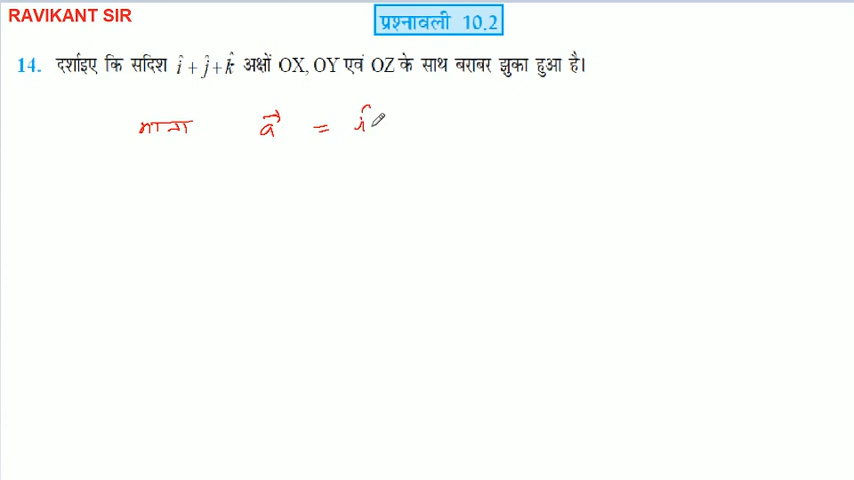 RAVIKANT SIR
प्रश्नावली 10.2
14. दर्शाइए कि सदिश î + ĵ + k̂ अक्षों OX, OY एवं OZ के साथ बराबर झुका हुआ है।
माना a⃗ = î